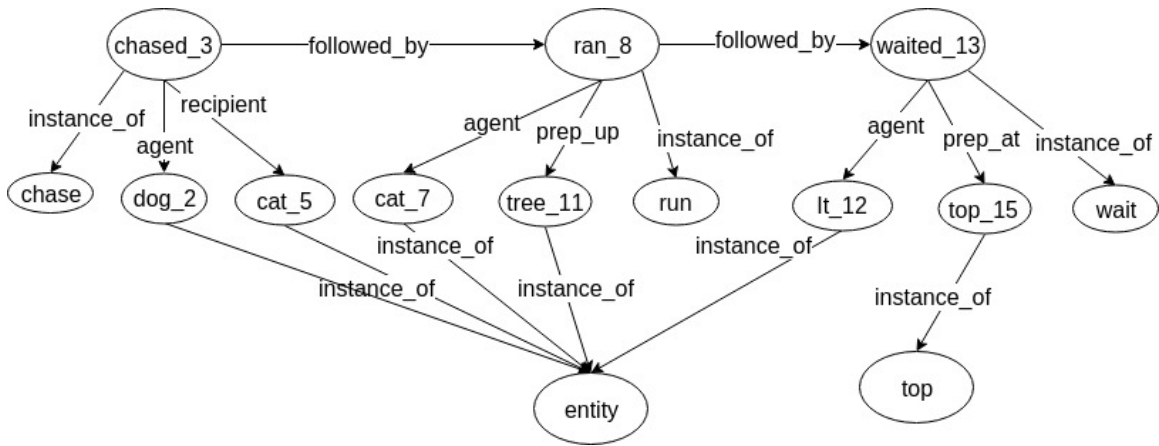 chased_3
followed_by
ran_8
followed_by
waited_13
instance_of
agent
recipient
agent
prep_up
instance_of
agent
prep_at
instance_of
chase
dog_2
cat_5
cat_7
tree_11
run
It_12
top_15
wait
instance_of
instance_of
instance_of
instance_of
instance_of
entity
top